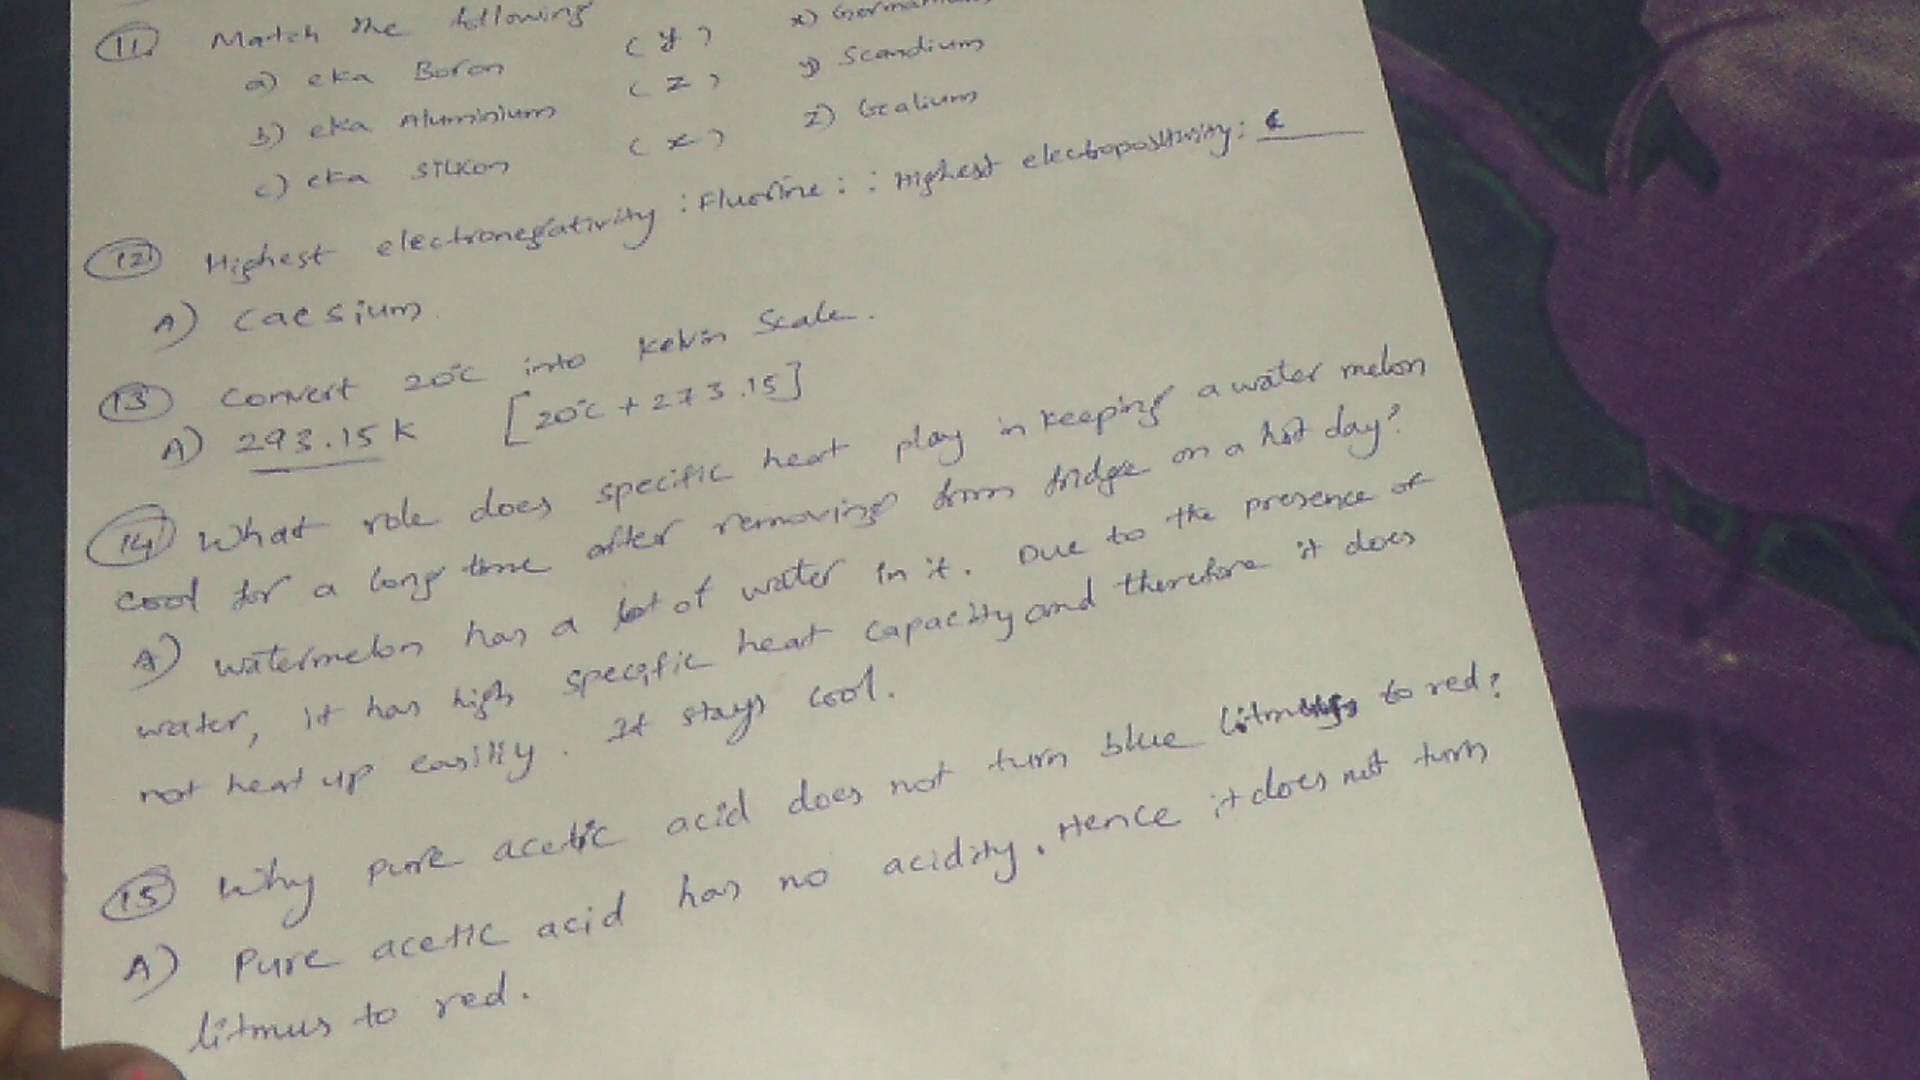 11. Match the following
a) eka Boron (y) x) Germanium
b) eka Aluminium (z) y) Scandium
c) eka silicon (x) z) Gealium
12 Highest electronegativity : Fluorine : : Highest electropositivity :
A) Caesium
13 Convert 20°c into kelvin Scale.
A) 293.15 K [20°c + 273.15]
14 What role does specific heat play in keeping a water melon
cool for a long time after removing from fridge on a hot day?
A) watermelon has a lot of water in it. Due to the presence of
water, it has high specific heat capacity and therefore it does
not heat up easilly. It stays cool.
15 Why pure acetic acid does not turn blue litmus to red?
A) Pure acetic acid has no acidity. Hence it does not turn
litmus to red.